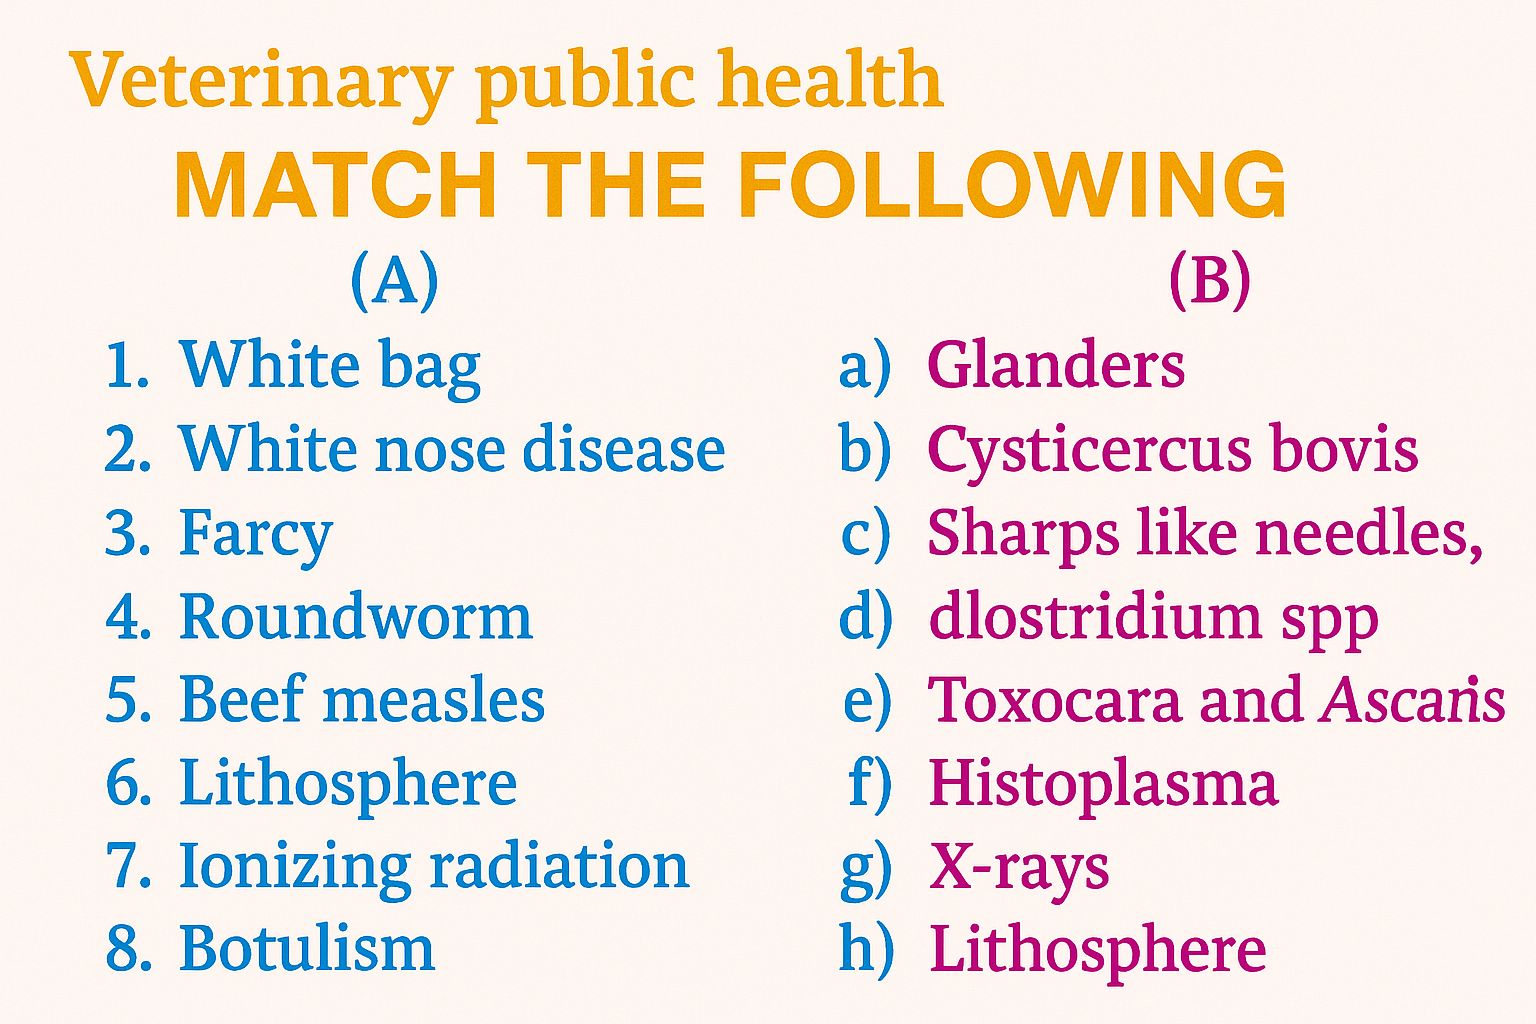 Veterinary public health
MATCH THE FOLLOWING
(A) (B)
1. White bag a) Glanders
2. White nose disease b) Cysticercus bovis
3. Farcy c) Sharps like needles,
4. Roundworm d) dlostridium spp
5. Beef measles e) Toxocara and Ascaris
6. Lithosphere f) Histoplasma
7. Ionizing radiation g) X-rays
8. Botulism h) Lithosphere